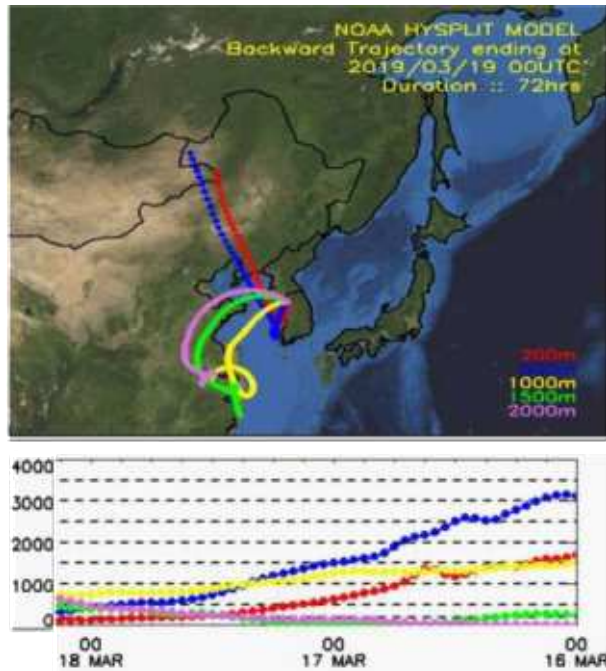 NOAA HYSPLIT MODEL
Backward Trajectory ending at
2019/03/19 00UTC
Duration :: 72hrs
200m
1000m
1500m
2000m
4000
3000
2000
1000
0
00 00 00
18 MAR 17 MAR 16 MAR